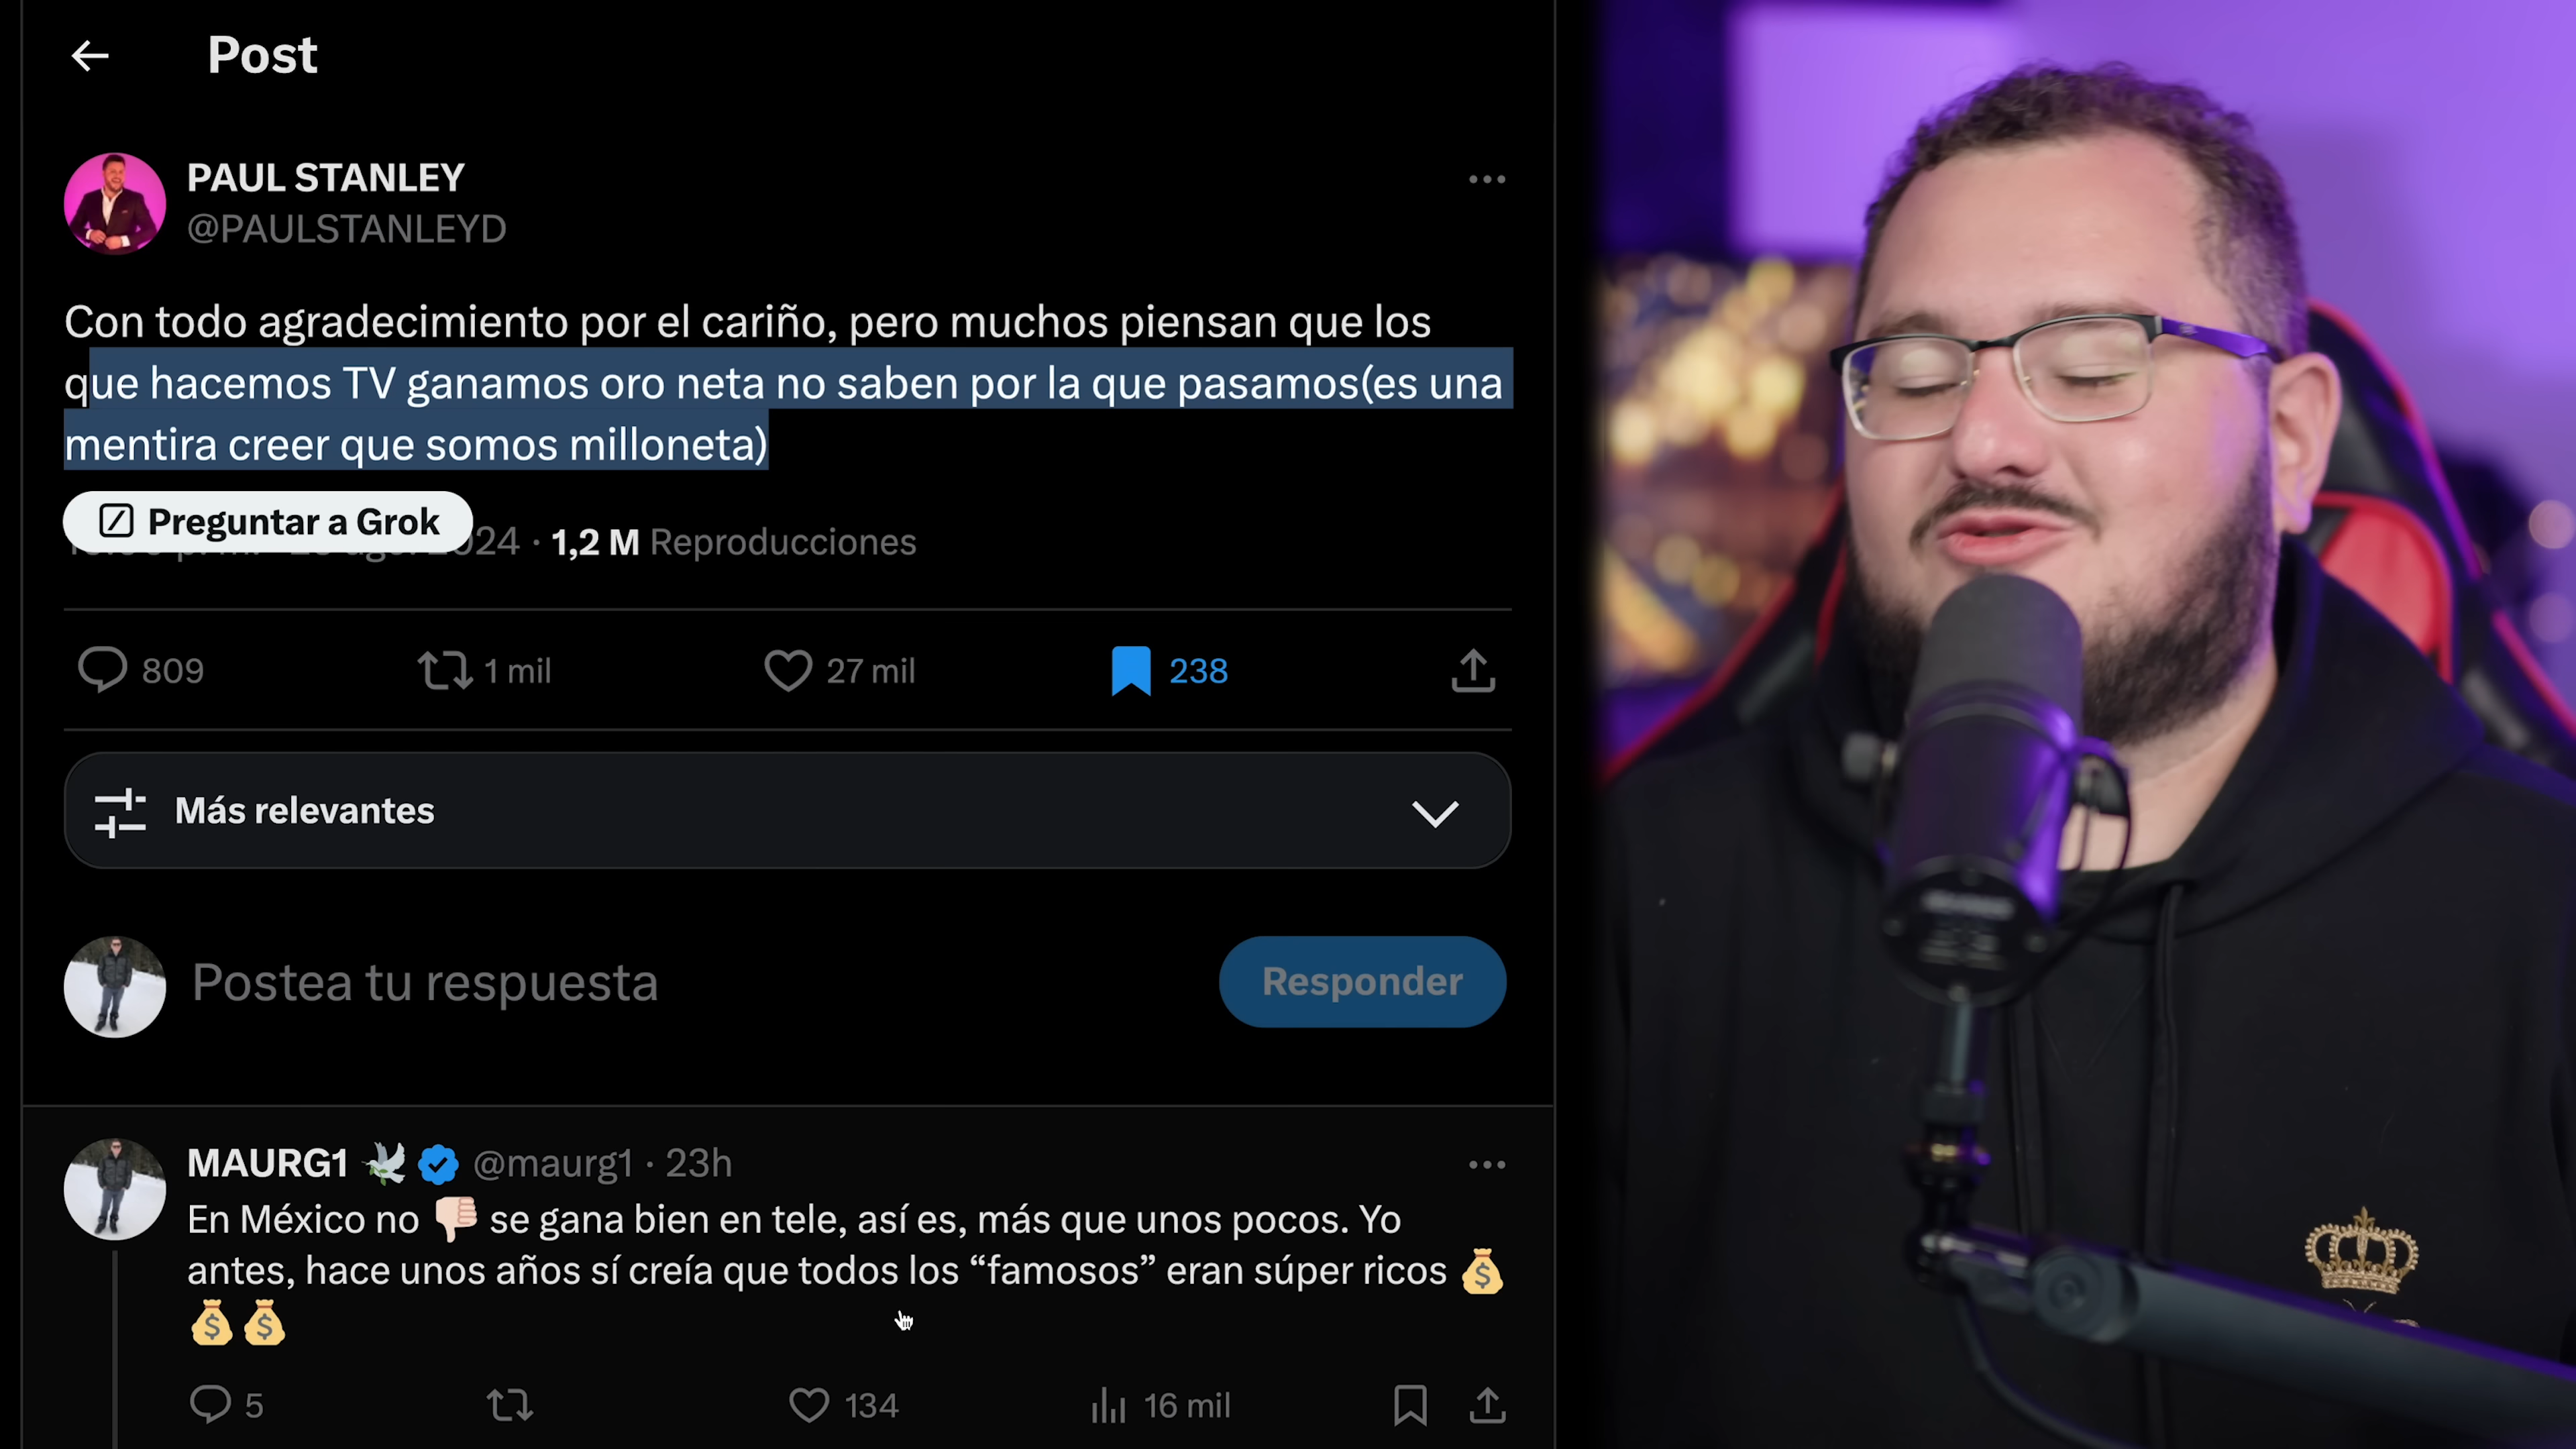 Post
PAUL STANLEY
@PAULSTANLEYD
Con todo agradecimiento por el cariño, pero muchos piensan que los
que hacemos TV ganamos oro neta no saben por la que pasamos(es una
mentira creer que somos milloneta)
Preguntar a Grok
024 · 1,2 M Reproducciones
809 1 mil 27 mil 238
Más relevantes
Postea tu respuesta
Responder
MAURG1 🕊️ @maurg1 · 23h
En México no 👎🏻 se gana bien en tele, así es, más que unos pocos. Yo
antes, hace unos años sí creía que todos los “famosos” eran súper ricos 💰
💰💰
5 134 16 mil